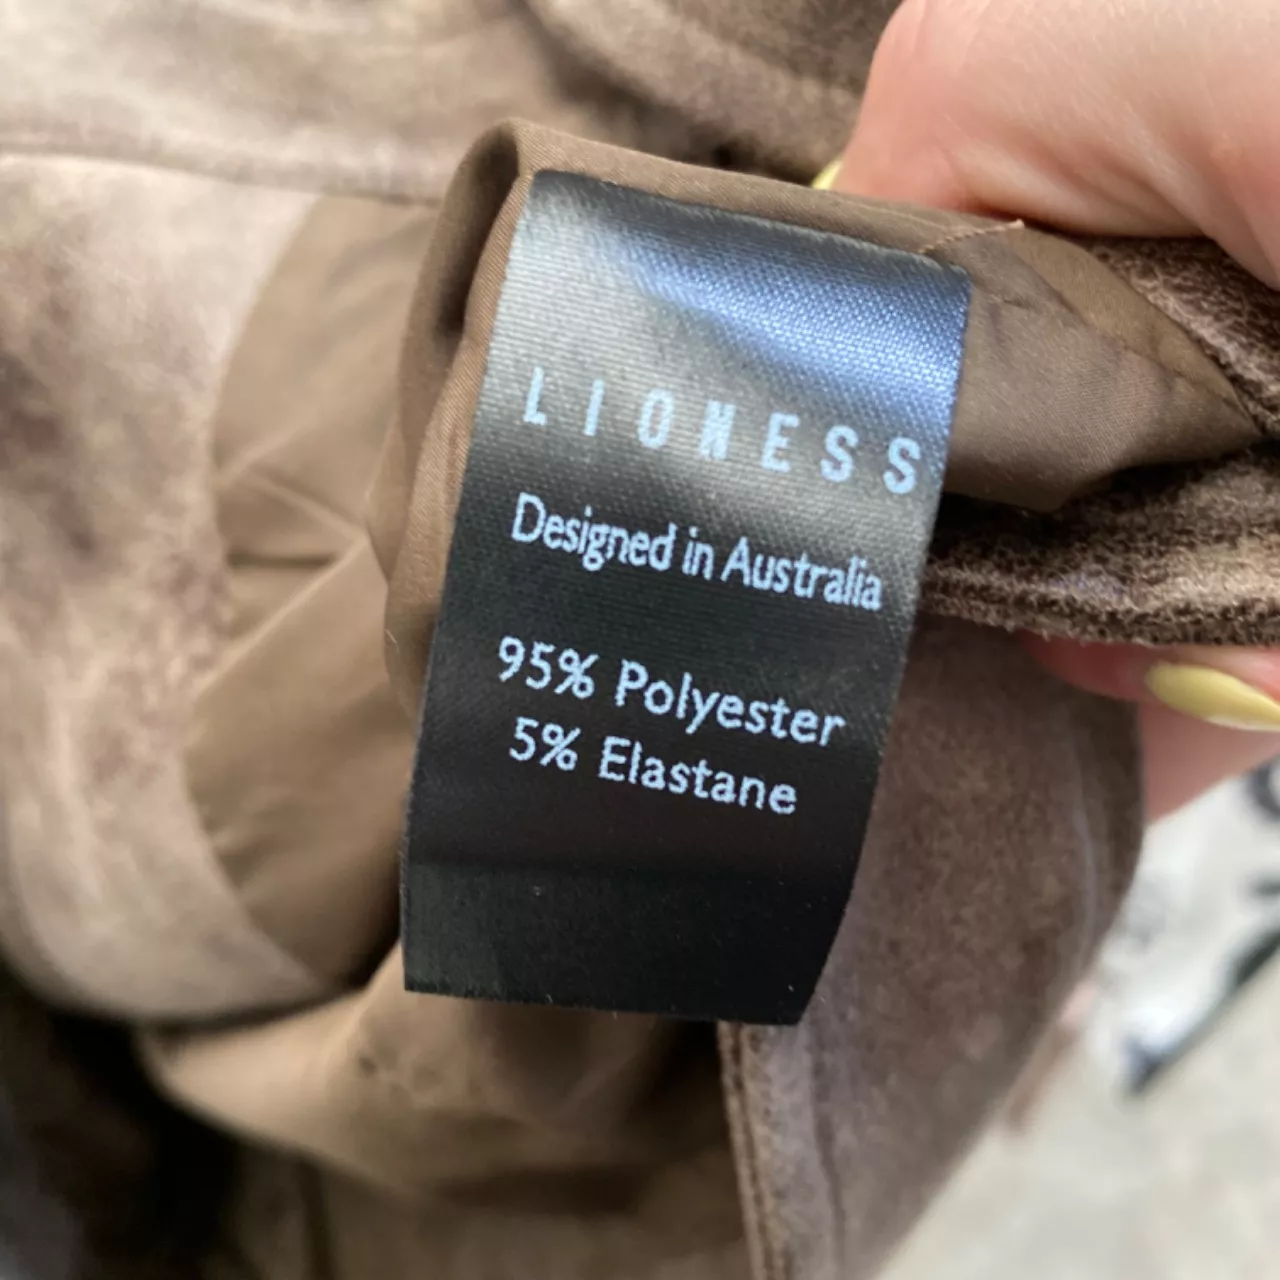 LIONESS
Designed in Australia
95% Polyester
5% Elastane